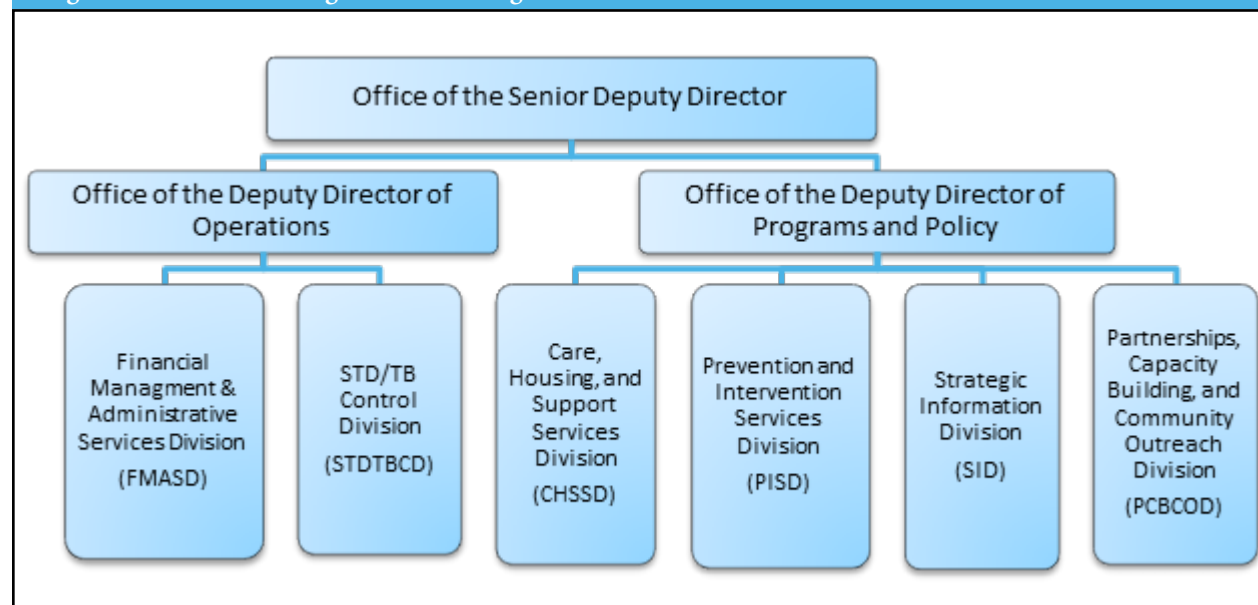 Office of the Senior Deputy Director
Office of the Deputy Director of
Operations
Office of the Deputy Director of
Programs and Policy
Financial
Managment &
Administrative
Services Division
(FMASD)
STD/TB
Control
Division
(STDTBCD)
Care,
Housing, and
Support
Services
Division
(CHSSD)
Prevention and
Intervention
Services
Division
(PISD)
Strategic
Information
Division
(SID)
Partnerships,
Capacity
Building, and
Community
Outreach
Division
(PCBCOD)